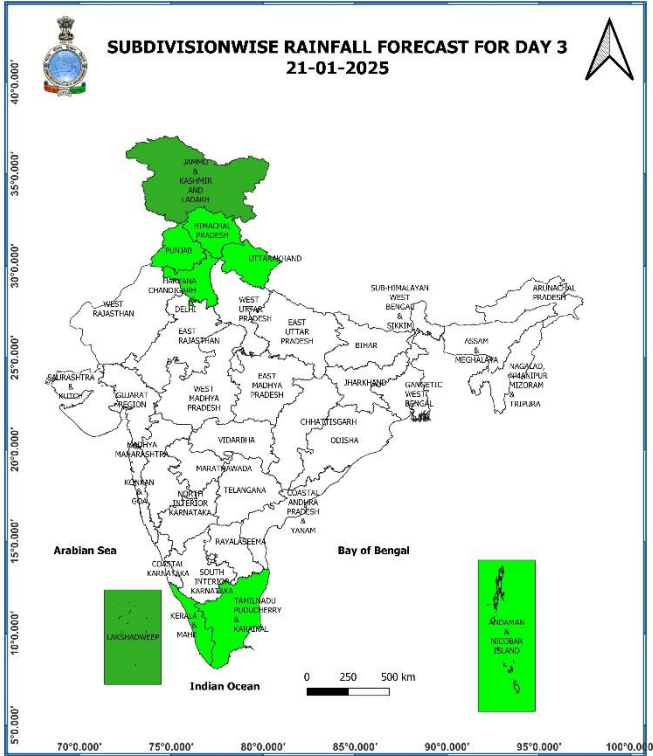 SUBDIVISIONWISE RAINFALL FORECAST FOR DAY 3
21-01-2025
40°0.000'
35°0.000'
30°0.000'
25°0.000'
20°0.000'
15°0.000'
10°0.000'
5°0.000'
JAMMU
&
KASHMIR
AND
LADAKH
HIMACHAL
PRADESH
PUNJAB
UTTARAKHAND
HARYANA
CHANDIGARH
&
DELHI
WEST
RAJASTHAN
WEST
UTTAR
PRADESH
SUB-HIMALAYAN
WEST
BENGAL
&
SIKKIM
ARUNACHAL
PRADESH
EAST
RAJASTHAN
EAST
UTTAR
PRADESH
BIHAR
ASSAM
&
MEGHALAYA
NAGALAD,
MANIPUR
MIZORAM
&
TRIPURA
SAURASHTRA
&
KUTCH
GUJARAT
REGION
WEST
MADHYA
PRADESH
EAST
MADHYA
PRADESH
JHARKHAND
GANGETIC
WEST
BENGAL
CHHATTISGARH
ODISHA
VIDARBHA
MADHYA
MAHARASHTRA
MARATHAWADA
KONKAN
&
GOA
NORTH
INTERIOR
KARNATAKA
TELANGANA
COASTAL
ANDHRA
PRADESH
&
YANAM
RAYALASEEMA
Arabian Sea
Bay of Bengal
COASTAL
KARNATAKA
SOUTH
INTERIOR
KARNATAKA
TAMILNADU
PUDUCHERRY
&
KARAIKAL
KERALA
&
MAHE
LAKSHADWEEP
ANDAMAN
&
NICOBAR
ISLAND
Indian Ocean
0 250 500 km
70°0.000' 75°0.000' 80°0.000' 85°0.000' 90°0.000' 95°0.000' 100°0.000'